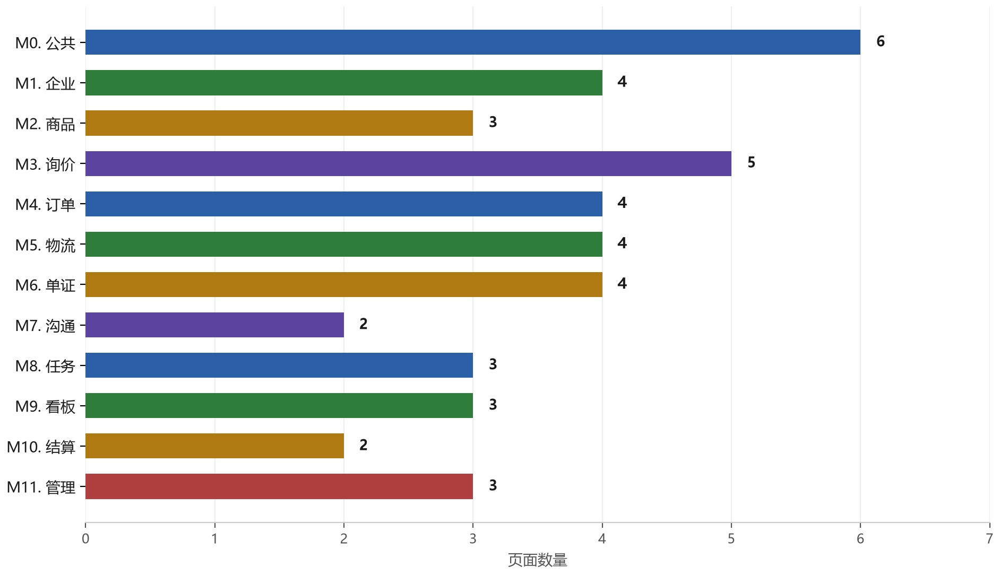 M0. 公共 6
M1. 企业 4
M2. 商品 3
M3. 询价 5
M4. 订单 4
M5. 物流 4
M6. 单证 4
M7. 沟通 2
M8. 任务 3
M9. 看板 3
M10. 结算 2
M11. 管理 3
0 1 2 3 4 5 6 7
页面数量